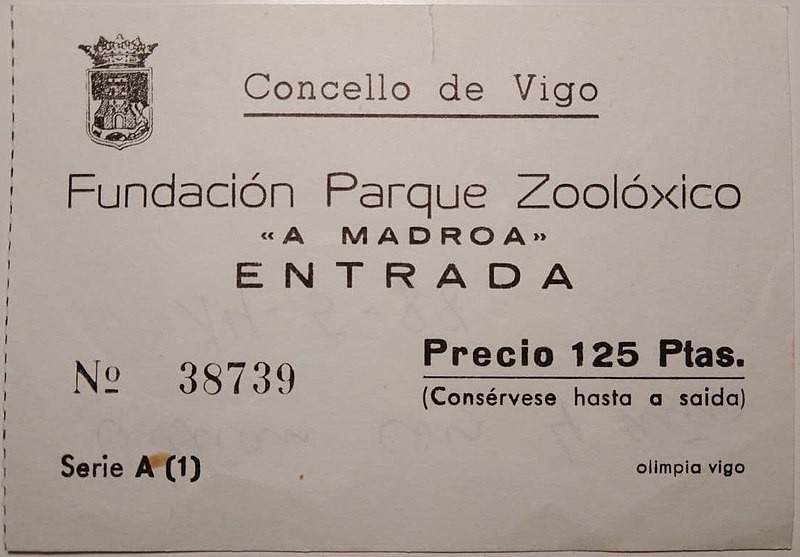 Concello de Vigo
Fundación Parque Zoolóxico
«A MADROA»
ENTRADA
Precio 125 Ptas.
Nº 38739
(Consérvese hasta a saida)
Serie A (1)
olimpia vigo